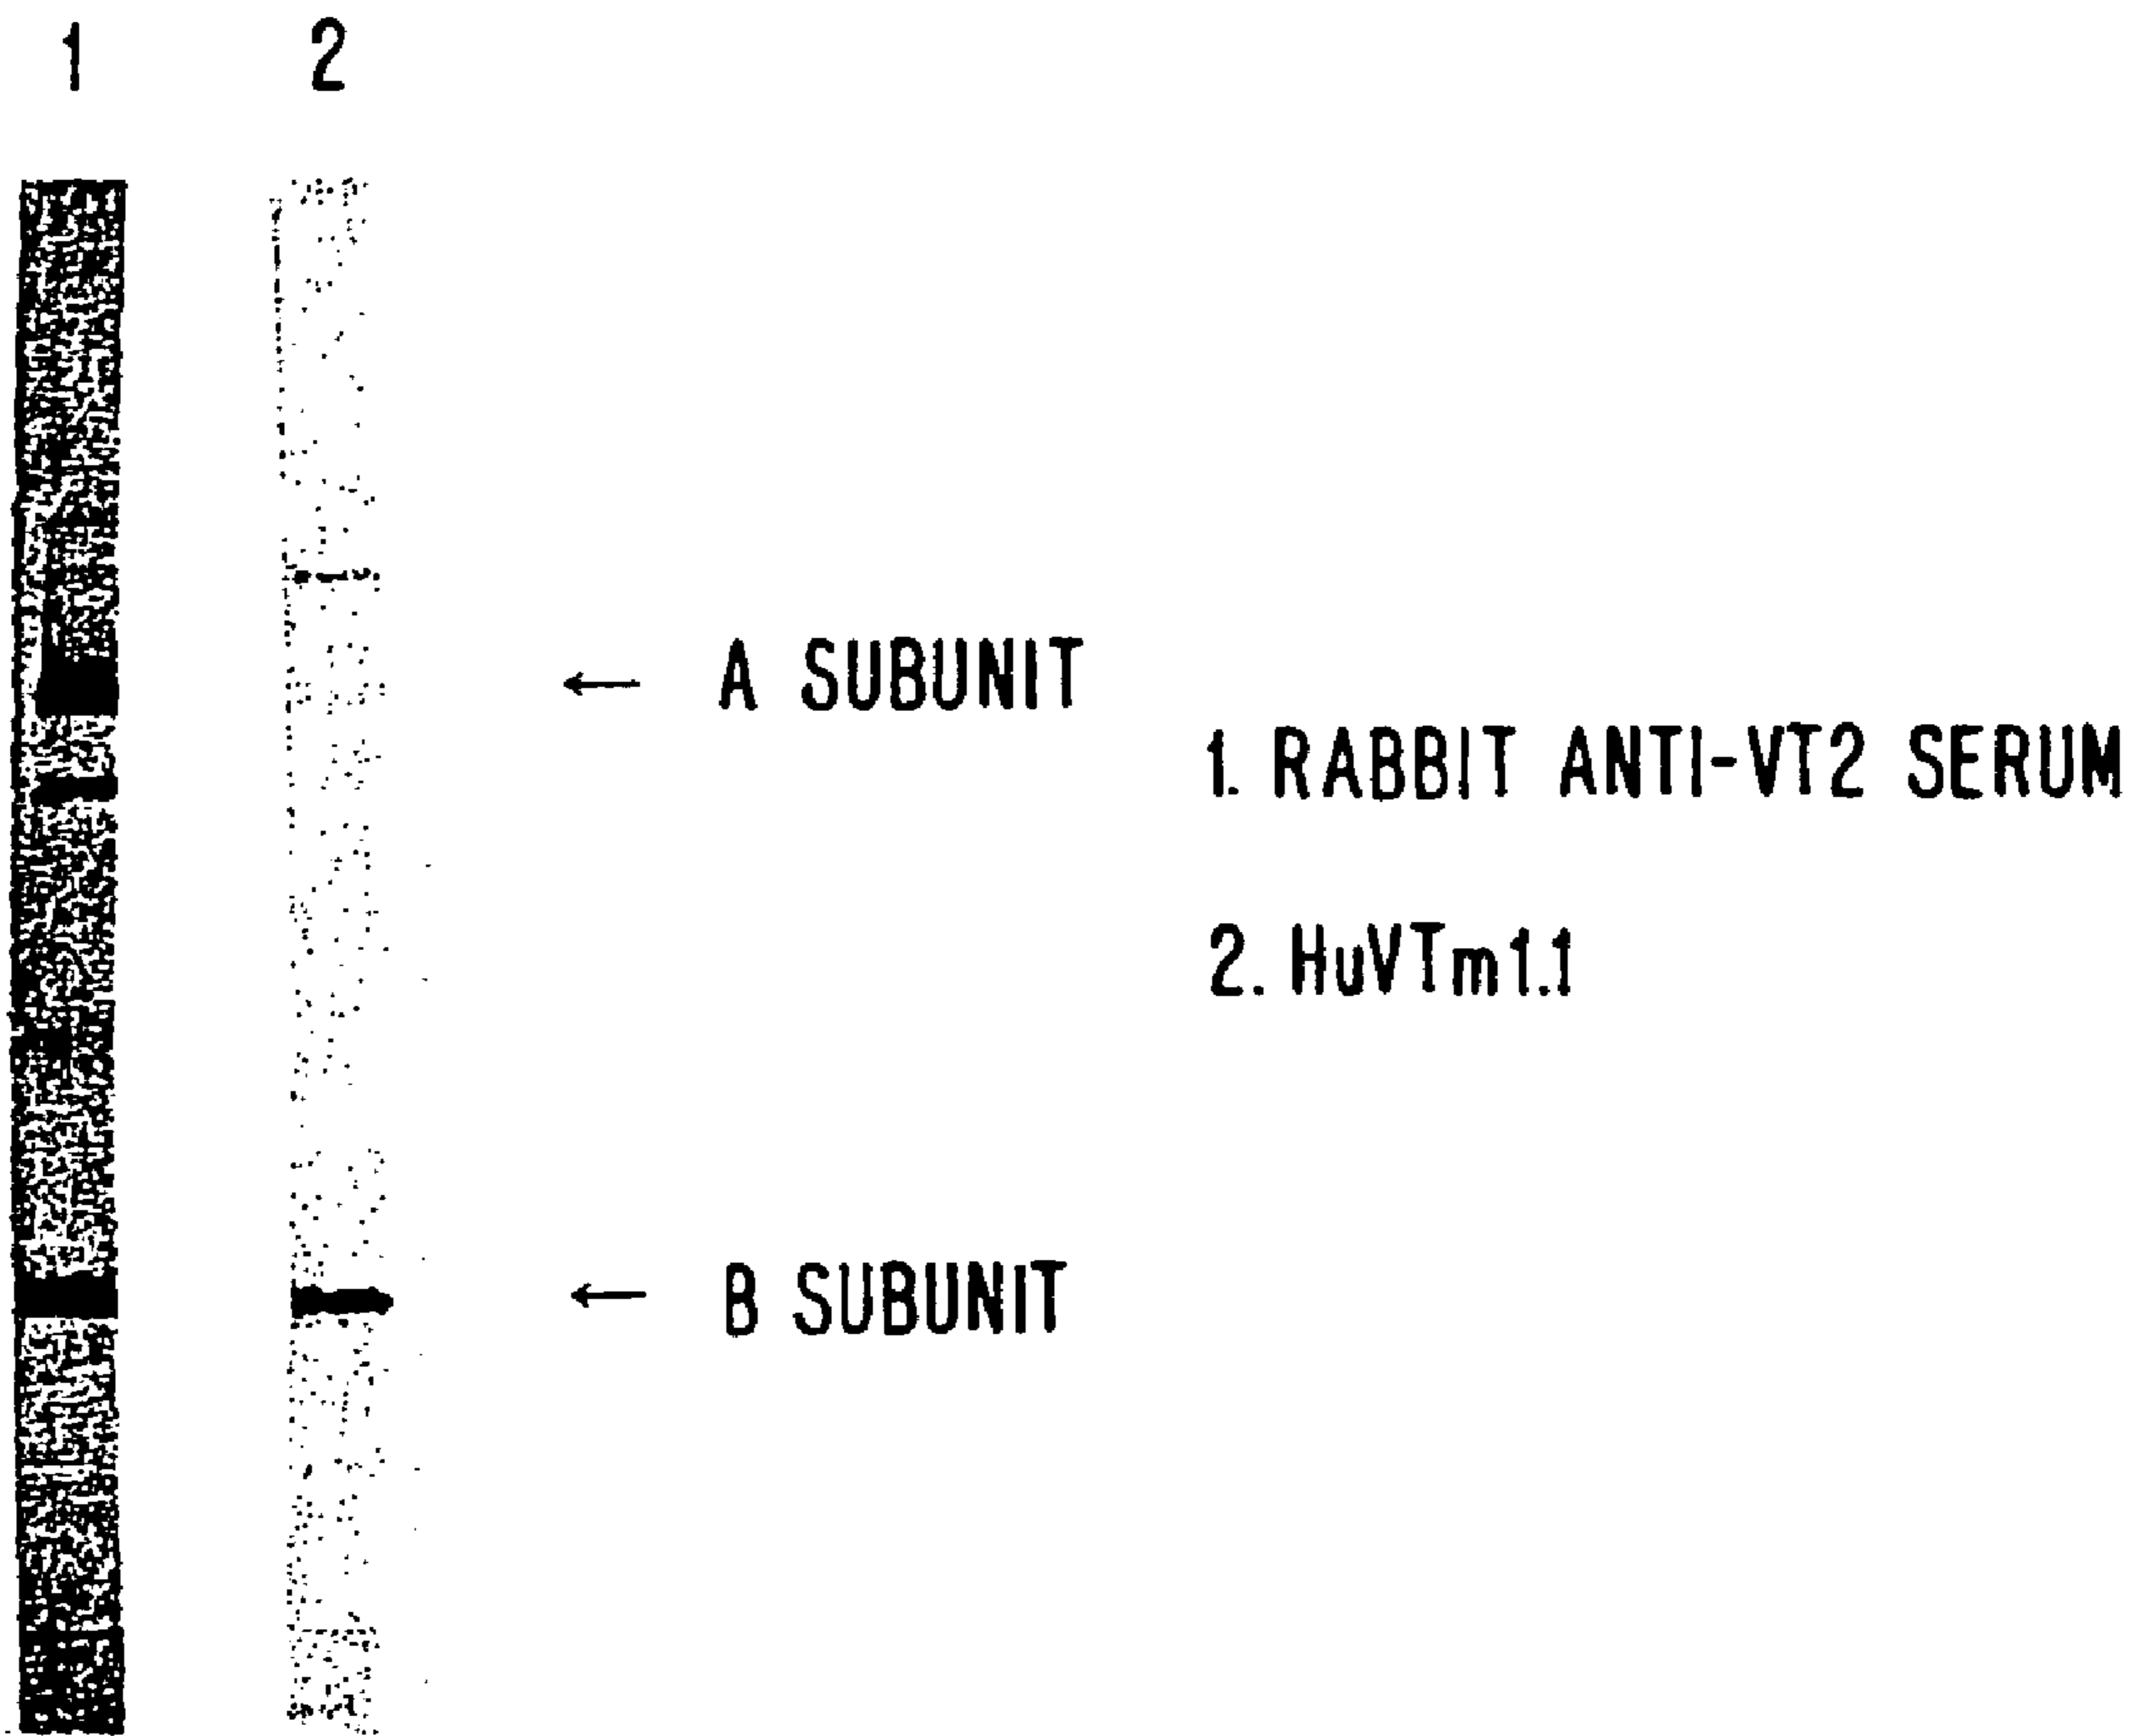 1 2
A SUBUNIT
1. RABBIT ANTI-VT2 SERUM
2. HuVTm1.1
B SUBUNIT